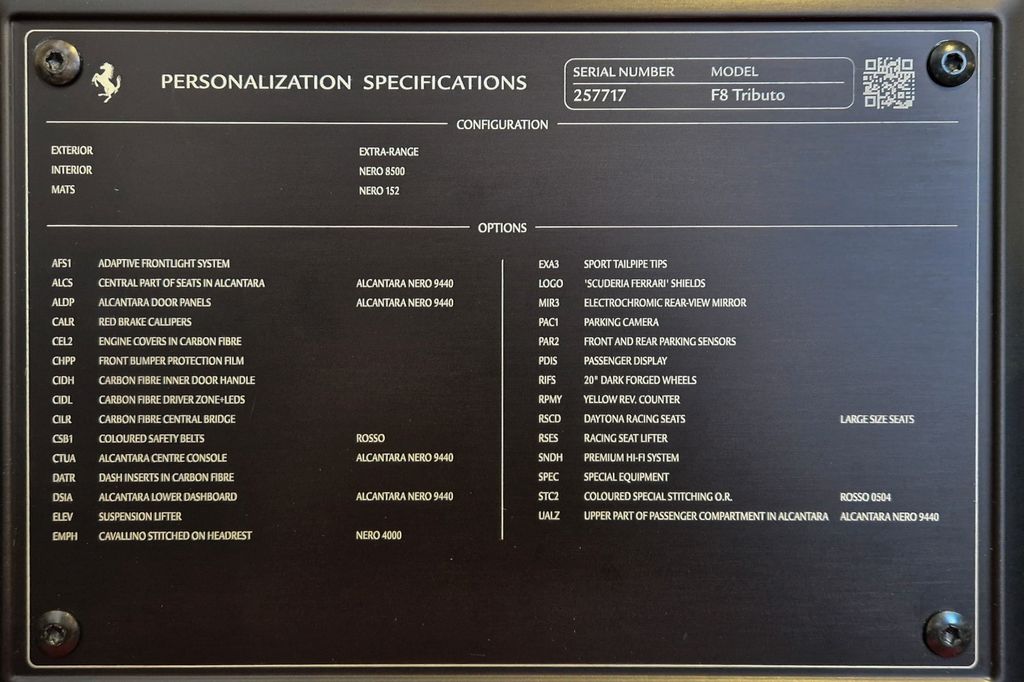 PERSONALIZATION SPECIFICATIONS
SERIAL NUMBER MODEL
257717 F8 Tributo
CONFIGURATION
EXTERIOR EXTRA-RANGE
INTERIOR NERO 8500
MATS NERO 152
OPTIONS
AFS1 ADAPTIVE FRONTLIGHT SYSTEM
ALCS CENTRAL PART OF SEATS IN ALCANTARA ALCANTARA NERO 9440
ALDP ALCANTARA DOOR PANELS ALCANTARA NERO 9440
CALR RED BRAKE CALLIPERS
CEL2 ENGINE COVERS IN CARBON FIBRE
CHPP FRONT BUMPER PROTECTION FILM
CIDH CARBON FIBRE INNER DOOR HANDLE
CIDL CARBON FIBRE DRIVER ZONE+LEDS
CILR CARBON FIBRE CENTRAL BRIDGE
CSB1 COLOURED SAFETY BELTS ROSSO
CTUA ALCANTARA CENTRE CONSOLE ALCANTARA NERO 9440
DATR DASH INSERTS IN CARBON FIBRE
DSIA ALCANTARA LOWER DASHBOARD ALCANTARA NERO 9440
ELEV SUSPENSION LIFTER
EMPH CAVALLINO STITCHED ON HEADREST NERO 4000
EXA3 SPORT TAILPIPE TIPS
LOGO 'SCUDERIA FERRARI' SHIELDS
MIR3 ELECTROCHROMIC REAR-VIEW MIRROR
PAC1 PARKING CAMERA
PAR2 FRONT AND REAR PARKING SENSORS
PDIS PASSENGER DISPLAY
RIFS 20" DARK FORGED WHEELS
RPMY YELLOW REV. COUNTER
RSCD DAYTONA RACING SEATS LARGE SIZE SEATS
RSES RACING SEAT LIFTER
SNDH PREMIUM HI-FI SYSTEM
SPEC SPECIAL EQUIPMENT
STC2 COLOURED SPECIAL STITCHING O.R. ROSSO 0504
UALZ UPPER PART OF PASSENGER COMPARTMENT IN ALCANTARA ALCANTARA NERO 9440